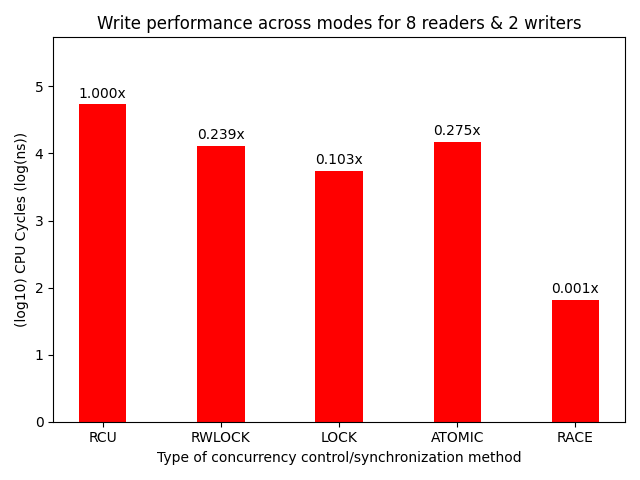 Write performance across modes for 8 readers & 2 writers
(log10) CPU Cycles (log(ns))
5
4
3
2
1
0
1.000x
0.239x
0.103x
0.275x
0.001x
RCU
RWLOCK
LOCK
ATOMIC
RACE
Type of concurrency control/synchronization method